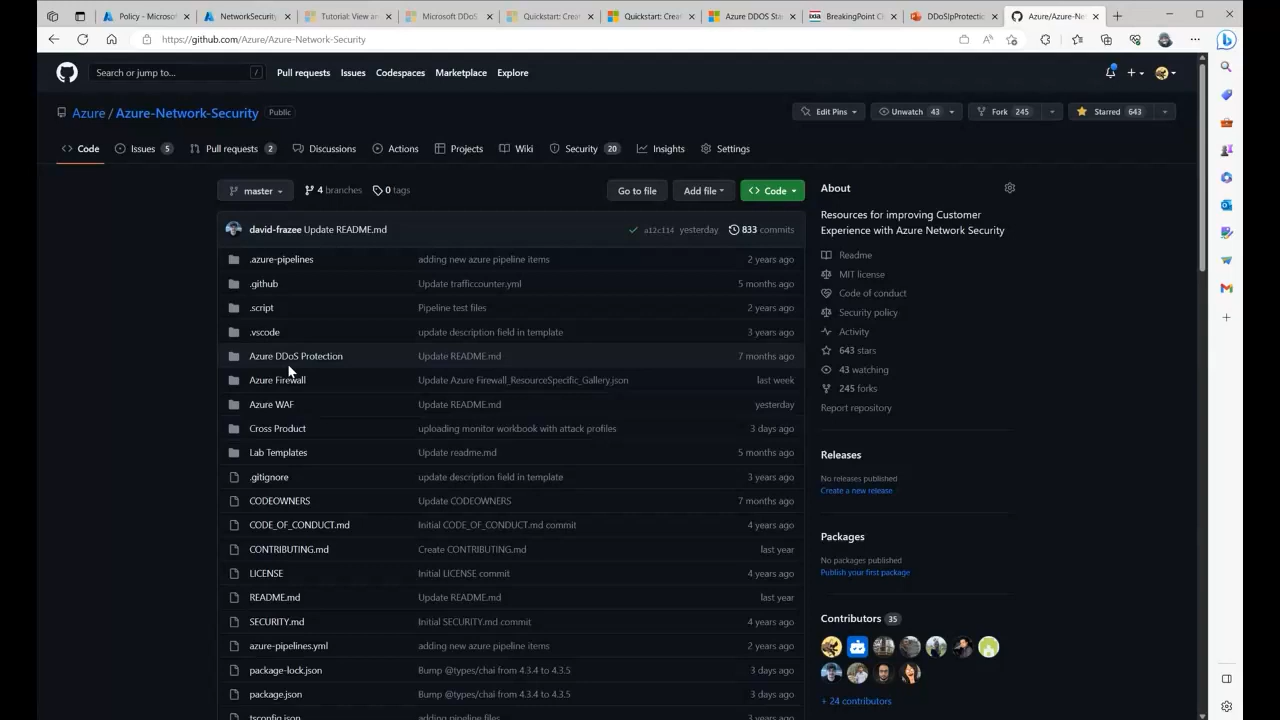 Policy - Microsof
NetworkSecurity
Tutorial: View an
Microsoft DDoS
Quickstart: Creat
Quickstart: Creat
Azure DDOS Sta
ixia
BreakingPoint Cl
DDoSIpProtectio
Azure/Azure-Ne
https://github.com/Azure/Azure-Network-Security
Search or jump to...
/
Pull requests
Issues
Codespaces
Marketplace
Explore
Azure / Azure-Network-Security
Public
Edit Pins
Unwatch 43
Fork 245
Starred 643
Code
Issues 5
Pull requests 2
Discussions
Actions
Projects
Wiki
Security 20
Insights
Settings
master
4 branches
0 tags
Go to file
Add file
Code
david-frazee Update README.md
a12cf14 yesterday
833 commits
.azure-pipelines adding new azure pipeline items 2 years ago
.github Update trafficcounter.yml 5 months ago
.script Pipeline test files 2 years ago
.vscode update description field in template 3 years ago
Azure DDoS Protection Update README.md 7 months ago
Azure Firewall Update Azure Firewall_ResourceSpecific_Gallery.json last week
Azure WAF Update README.md yesterday
Cross Product uploading monitor workbook with attack profiles 3 days ago
Lab Templates Update readme.md 5 months ago
.gitignore update description field in template 3 years ago
CODEOWNERS Update CODEOWNERS 7 months ago
CODE_OF_CONDUCT.md Initial CODE_OF_CONDUCT.md commit 4 years ago
CONTRIBUTING.md Create CONTRIBUTING.md last year
LICENSE Initial LICENSE commit 4 years ago
README.md Update README.md last year
SECURITY.md Initial SECURITY.md commit 4 years ago
azure-pipelines.yml adding new azure pipeline items 2 years ago
package-lock.json Bump @types/chai from 4.3.4 to 4.3.5 3 days ago
package.json Bump @types/chai from 4.3.4 to 4.3.5 3 days ago
tsconfig.json adding pipeline files 2 years ago
About
Resources for improving Customer
Experience with Azure Network Security
Readme
MIT license
Code of conduct
Security policy
Activity
643 stars
43 watching
245 forks
Report repository
Releases
No releases published
Create a new release
Packages
No packages published
Publish your first package
Contributors 35
+ 24 contributors